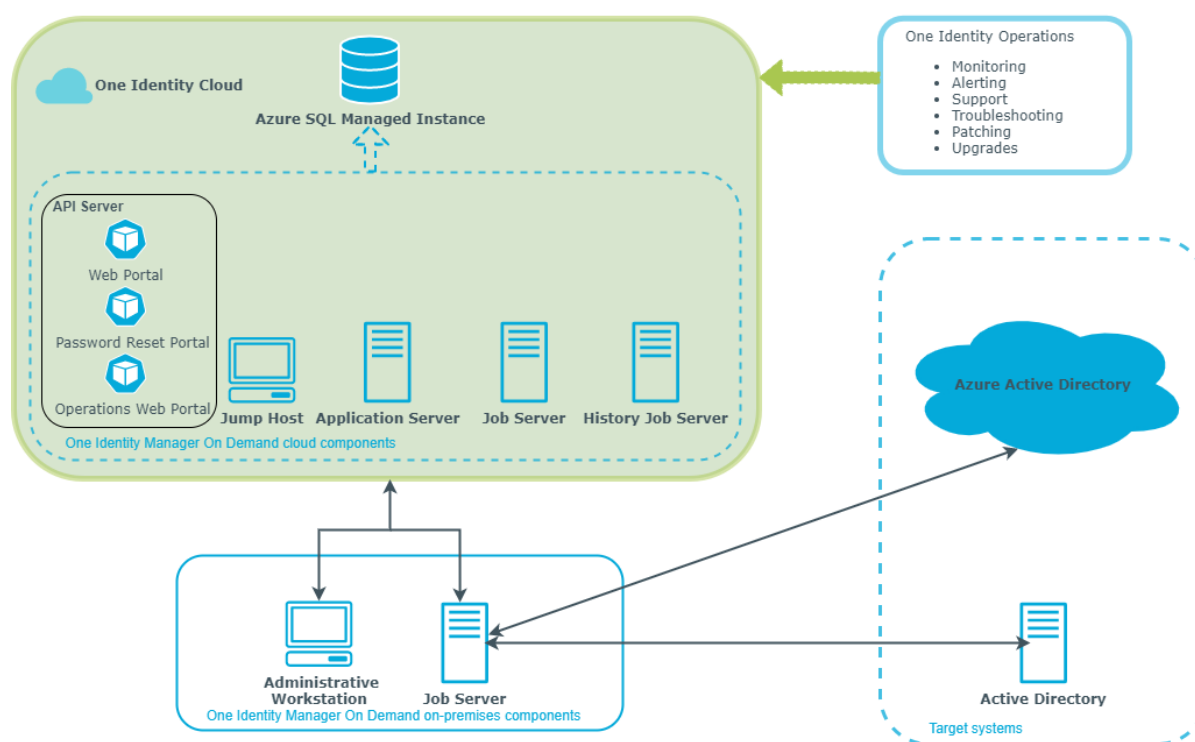 One Identity Cloud
Azure SQL Managed Instance
One Identity Operations
Monitoring
Alerting
Support
Troubleshooting
Patching
Upgrades
API Server
Web Portal
Password Reset Portal
Operations Web Portal
Jump Host
Application Server
Job Server
History Job Server
One Identity Manager On Demand cloud components
Azure Active Directory
Administrative
Workstation
Job Server
One Identity Manager On Demand on-premises components
Active Directory
Target systems